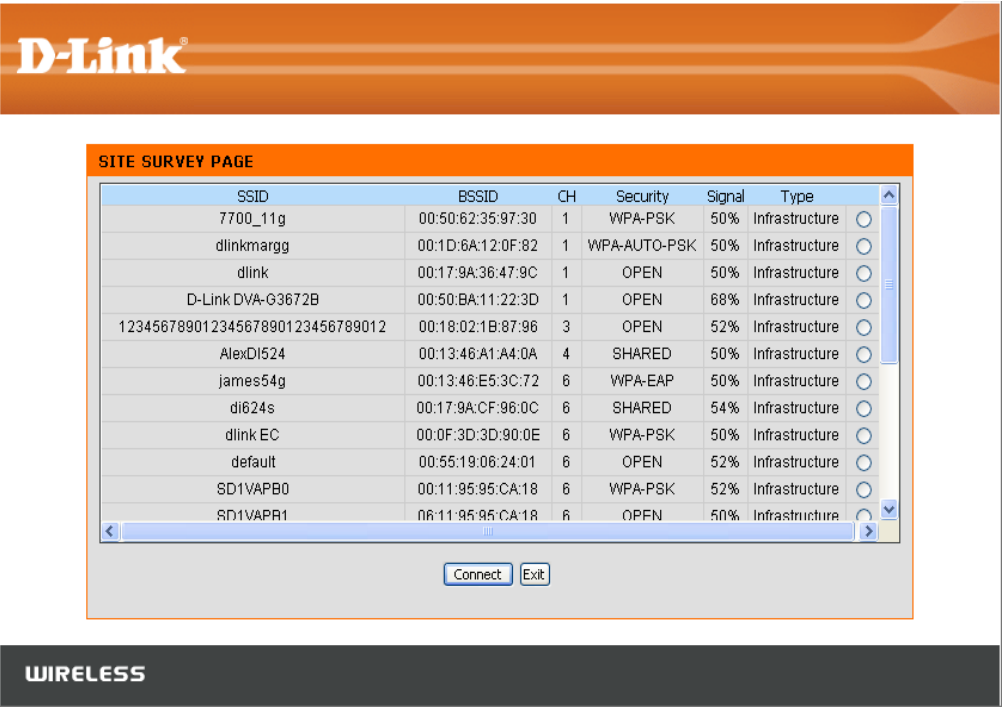 D-Link®
SITE SURVEY PAGE
SSID BSSID CH Security Signal Type
7700_11g 00:50:62:35:97:30 1 WPA-PSK 50% Infrastructure
dlinkmargg 00:1D:6A:12:0F:82 1 WPA-AUTO-PSK 50% Infrastructure
dlink 00:17:9A:36:47:9C 1 OPEN 50% Infrastructure
D-Link DVA-G3672B 00:50:BA:11:22:3D 1 OPEN 68% Infrastructure
12345678901234567890123456789012 00:18:02:1B:87:96 3 OPEN 52% Infrastructure
AlexDI524 00:13:46:A1:A4:0A 4 SHARED 50% Infrastructure
james54g 00:13:46:E5:3C:72 6 WPA-EAP 50% Infrastructure
di624s 00:17:9A:CF:96:0C 6 SHARED 54% Infrastructure
dlink EC 00:0F:3D:3D:90:0E 6 WPA-PSK 50% Infrastructure
default 00:55:19:06:24:01 6 OPEN 52% Infrastructure
SD1VAPB0 00:11:95:95:CA:18 6 WPA-PSK 52% Infrastructure
SD1VAPB1 06:11:95:95:CA:18 6 OPEN 50% Infrastructure
Connect Exit
WIRELESS